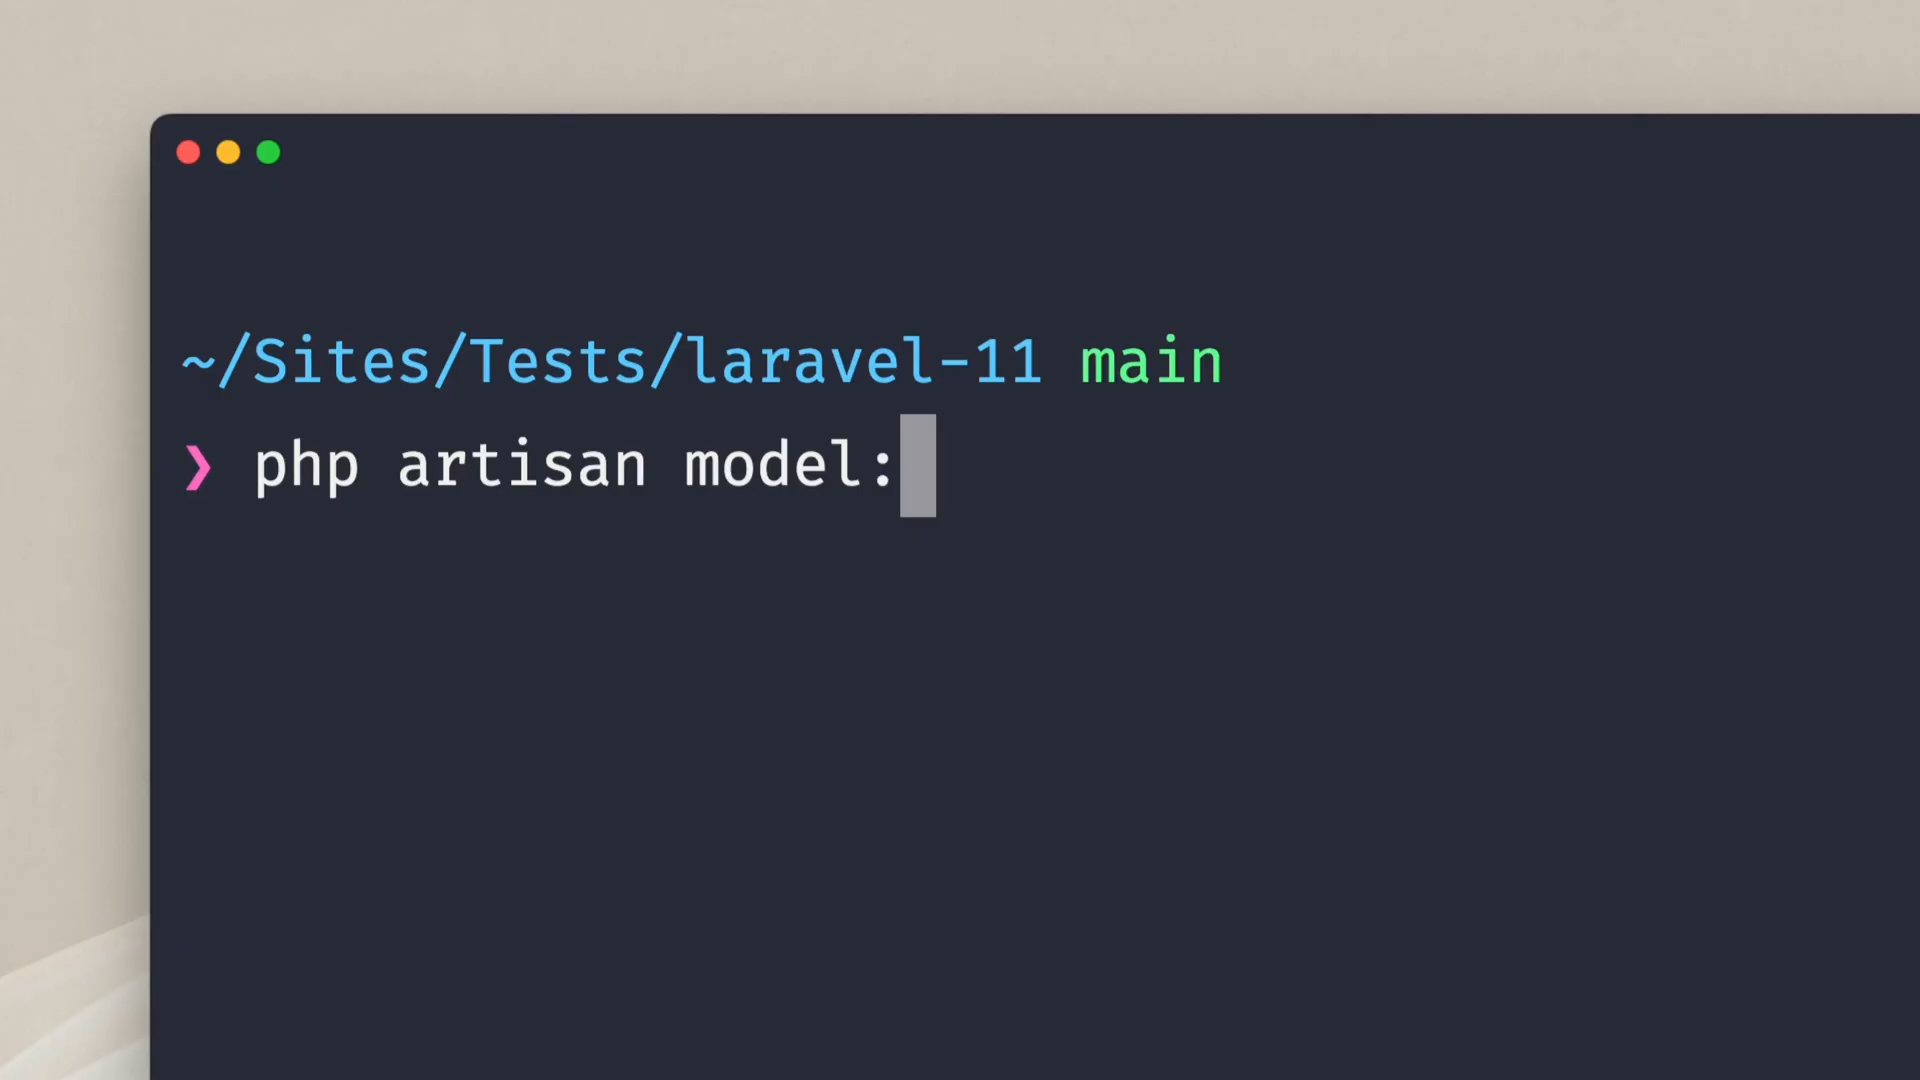 ~/Sites/Tests/laravel-11 main
❯ php artisan model: